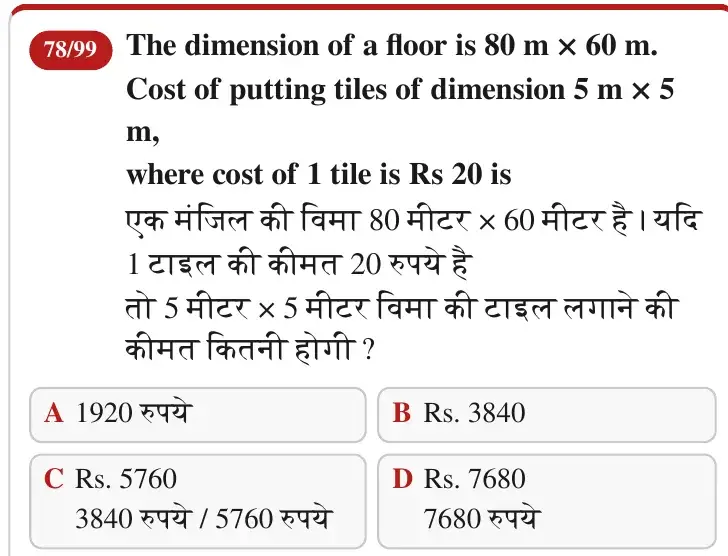 78/99 The dimension of a floor is 80 m × 60 m.
Cost of putting tiles of dimension 5 m × 5
m,
where cost of 1 tile is Rs 20 is
एक मंजिल की विमा 80 मीटर × 60 मीटर है। यदि
1 टाइल की कीमत 20 रुपये है
तो 5 मीटर × 5 मीटर विमा की टाइल लगाने की
कीमत कितनी होगी ?
A 1920 रुपये
B Rs. 3840
C Rs. 5760
3840 रुपये / 5760 रुपये
D Rs. 7680
7680 रुपये